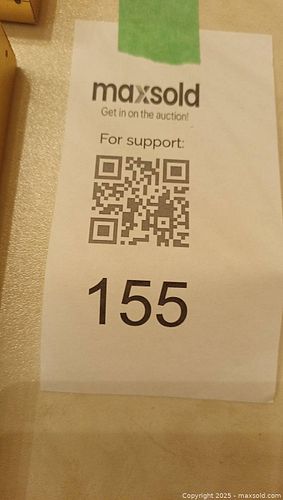 maxsold
Get in on the auction!
For support:
155
Copyright 2025 - maxsold.com